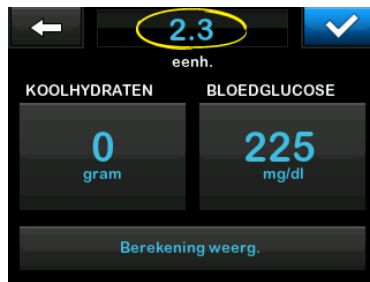 2.3
eenh.
KOOLHYDRATEN BLOEDGLUCOSE
0 225
gram mg/dl
Berekening weerg.